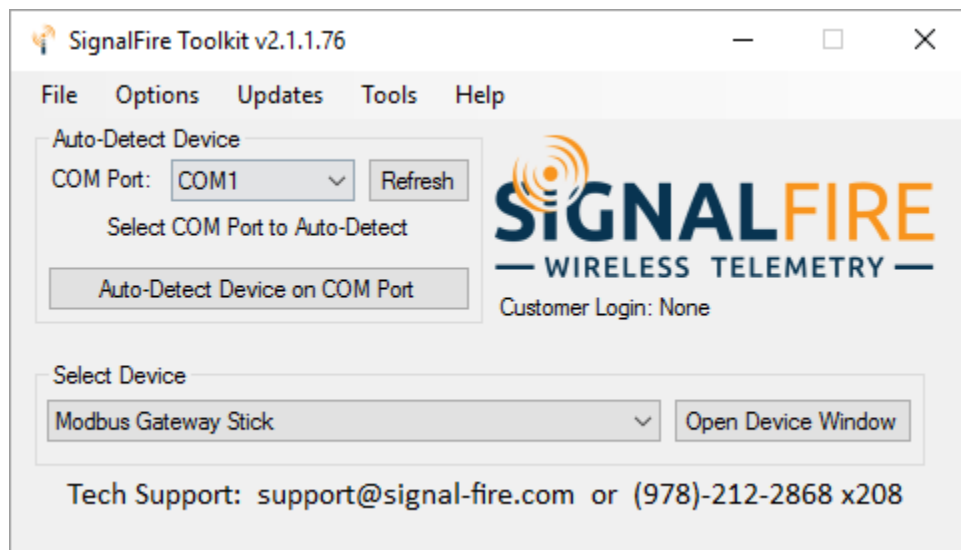 SignalFire Toolkit v2.1.1.76
File Options Updates Tools Help
Auto-Detect Device
COM Port: COM1 Refresh
Select COM Port to Auto-Detect
Auto-Detect Device on COM Port
SIGNALFIRE
WIRELESS TELEMETRY
Customer Login: None
Select Device
Modbus Gateway Stick Open Device Window
Tech Support: support@signal-fire.com or (978)-212-2868 x208